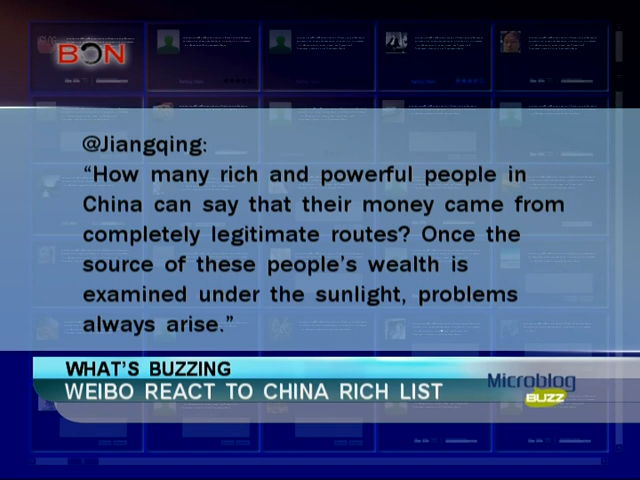 BON
@Jiangqing:
“How many rich and powerful people in
China can say that their money came from
completely legitimate routes? Once the
source of these people’s wealth is
examined under the sunlight, problems
always arise.”
WHAT’S BUZZING
WEIBO REACT TO CHINA RICH LIST
Microblog
BUZZ